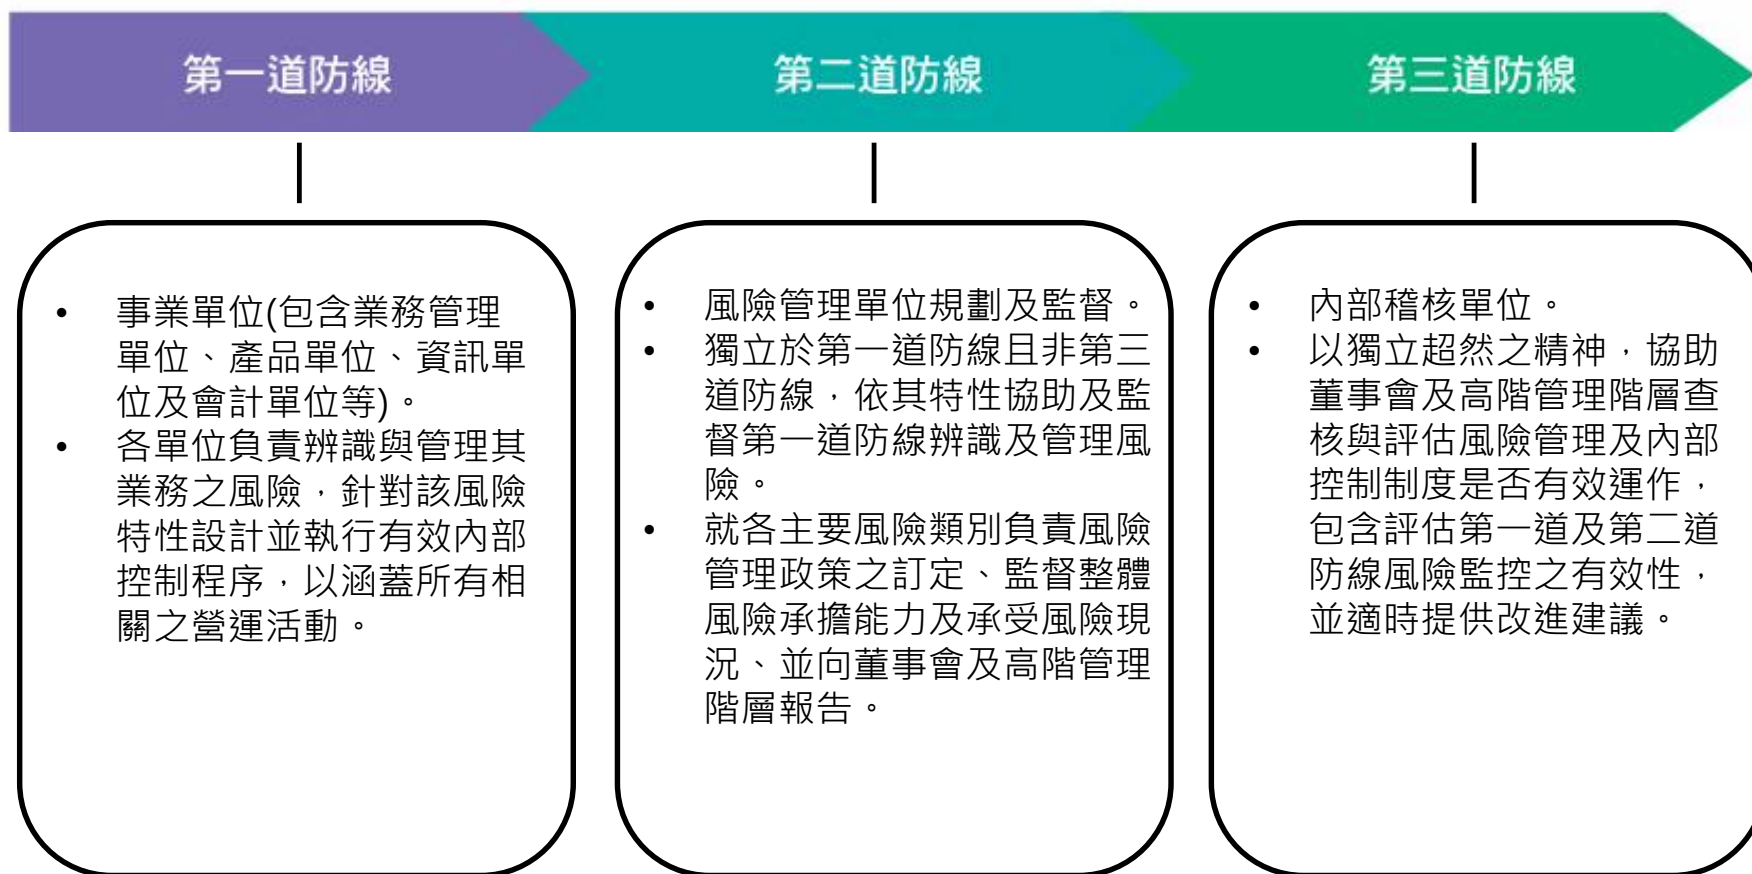 第一道防線
第二道防線
第三道防線
• 事業單位(包含業務管理
單位、產品單位、資訊單
位及會計單位等)。
• 各單位負責辨識與管理其
業務之風險，針對該風險
特性設計並執行有效內部
控制程序，以涵蓋所有相
關之營運活動。
• 風險管理單位規劃及監督。
• 獨立於第一道防線且非第三
道防線，依其特性協助及監
督第一道防線辨識及管理風
險。
• 就各主要風險類別負責風險
管理政策之訂定、監督整體
風險承擔能力及承受風險現
況、並向董事會及高階管理
階層報告。
• 內部稽核單位。
• 以獨立超然之精神，協助
董事會及高階管理階層查
核與評估風險管理及內部
控制制度是否有效運作，
包含評估第一道及第二道
防線風險監控之有效性，
並適時提供改進建議。